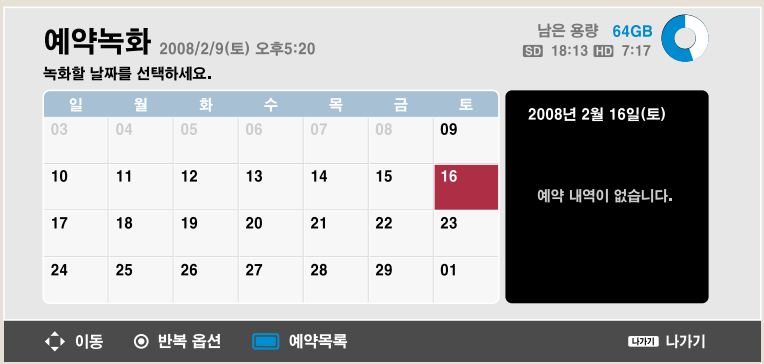 예약녹화 2008/2/9(토) 오후5:20
남은 용량 64GB
SD 18:13 HD 7:17
녹화할 날짜를 선택하세요.
일 월 화 수 목 금 토
03 04 05 06 07 08 09
10 11 12 13 14 15 16
17 18 19 20 21 22 23
24 25 26 27 28 29 01
2008년 2월 16일(토)
예약 내역이 없습니다.
이동 반복 옵션 예약목록 나가기 나가기